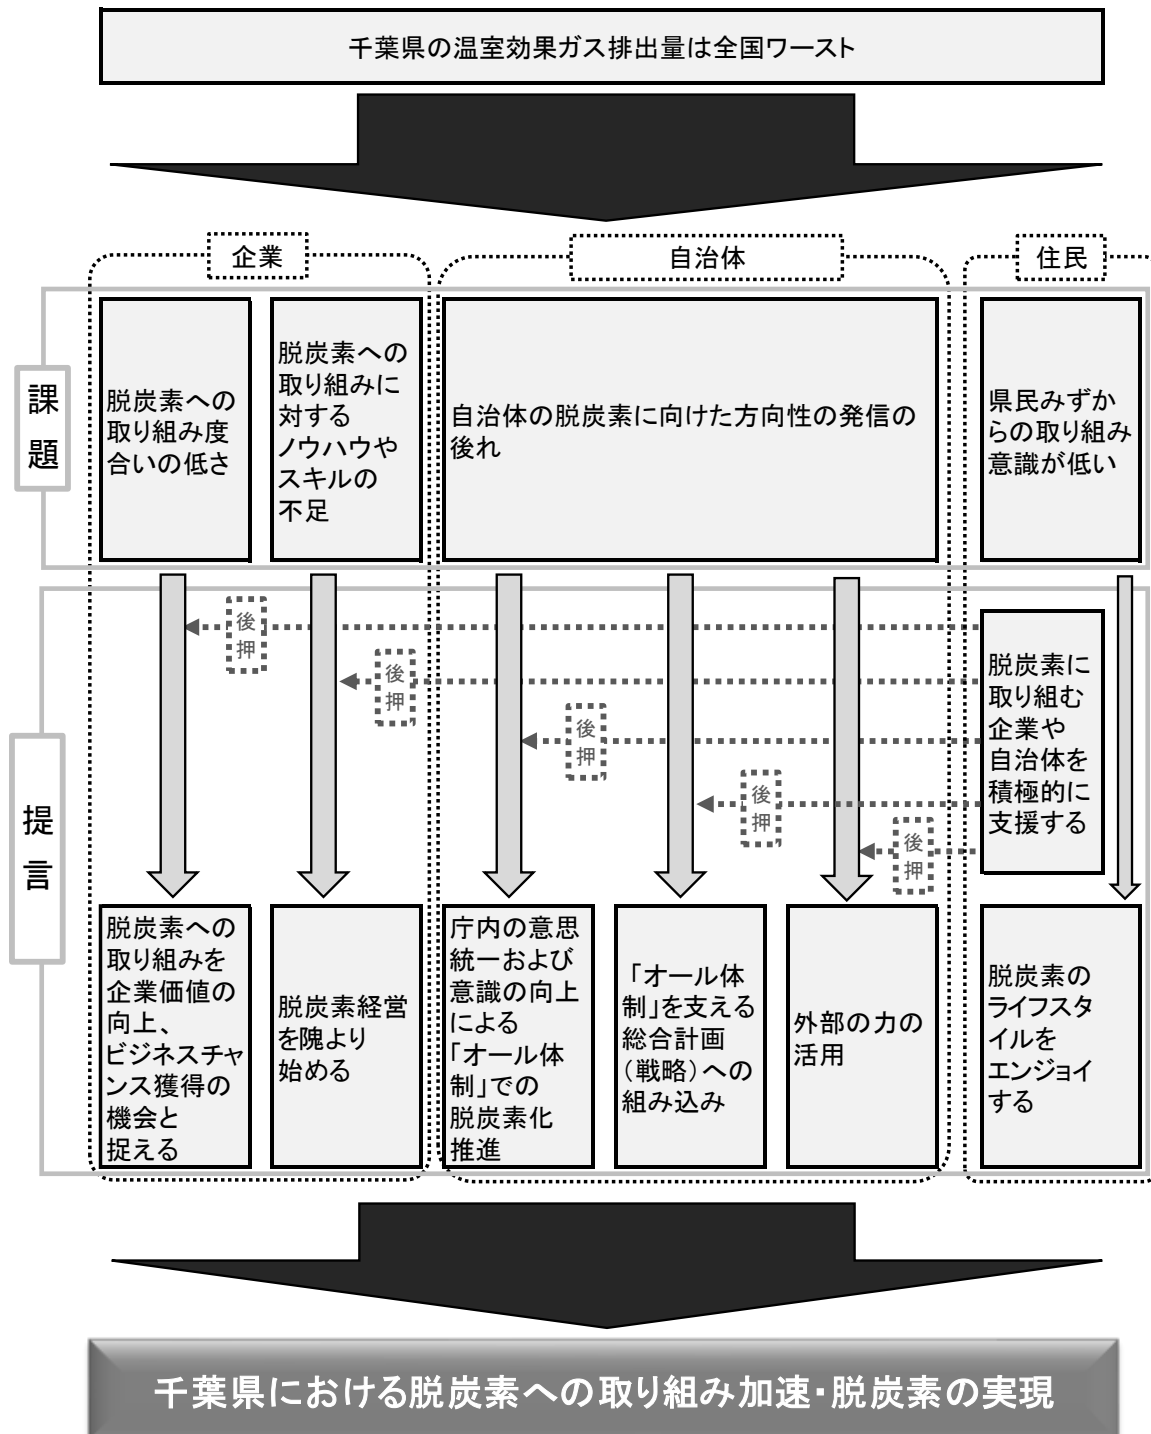 千葉県の温室効果ガス排出量は全国ワースト
企業
自治体
住民
課
題
脱炭素への
取り組み度
合いの低さ
脱炭素への
取り組みに
対する
ノウハウや
スキルの
不足
自治体の脱炭素に向けた方向性の発信の
後れ
県民みずか
らの取り組み
意識が低い
提
言
後
押
後
押
後
押
後
押
後
押
脱炭素に
取り組む
企業や
自治体を
積極的に
支援する
脱炭素への
取り組みを
企業価値の
向上、
ビジネスチャ
ンス獲得の
機会と
捉える
脱炭素経営
を隗より
始める
庁内の意思
統一および
意識の向上
による
「オール体
制」での
脱炭素化
推進
「オール体
制」を支える
総合計画
（戦略）への
組み込み
外部の力の
活用
脱炭素の
ライフスタ
イルを
エンジョイ
する
千葉県における脱炭素への取り組み加速・脱炭素の実現